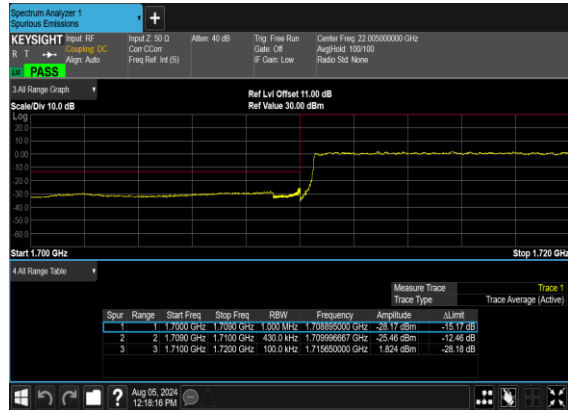 Spectrum Analyzer 1
Spurious Emissions
+
KEYSIGHT Input: RF Input Z: 50 Ω Atten: 40 dB Trig: Free Run Center Freq: 22.005000000 GHz
R T Coupling: DC Corr CCorr Gate: Off Avg|Hold: 100/100
Align: Auto Freq Ref: Int (S) IF Gain: Low Radio Std: None
PASS
3 All Range Graph
Ref Lvl Offset 11.00 dB
Scale/Div 10.0 dB Ref Value 30.00 dBm
Log
20.0
10.0
0.00
-10.0
-20.0
-30.0
-40.0
-50.0
-60.0
Start 1.700 GHz Stop 1.720 GHz
4 All Range Table
Measure Trace Trace 1
Trace Type Trace Average (Active)
Spur Range Start Freq Stop Freq RBW Frequency Amplitude ΔLimit
1 1 1.7000 GHz 1.7090 GHz 1.000 MHz 1.708895000 GHz -28.17 dBm -15.17 dB
2 2 1.7090 GHz 1.7100 GHz 430.0 kHz 1.709996667 GHz -25.46 dBm -12.46 dB
3 3 1.7100 GHz 1.7200 GHz 100.0 kHz 1.715650000 GHz 1.824 dBm -28.18 dB
? Aug 05, 2024
12:18:16 PM